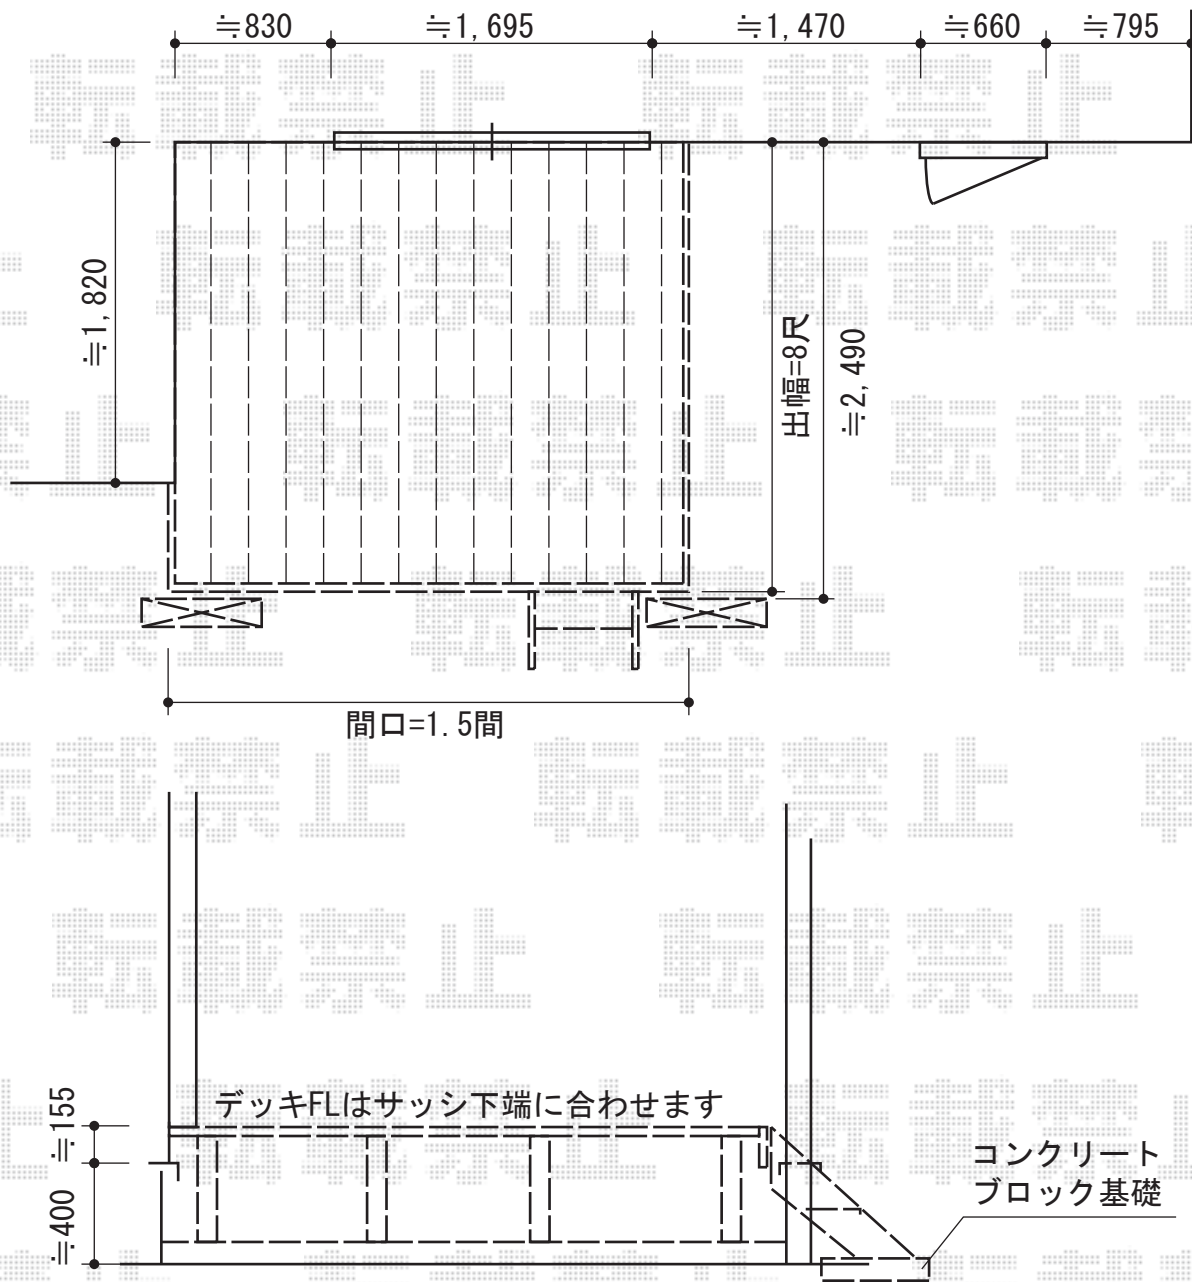 ≒830
≒1,695
≒1,470
≒660
≒795
≒1,820
出幅=8尺
≒2,490
間口=1.5間
デッキFLはサッシ下端に合わせます
≒155
≒400
コンクリート
ブロック基礎
転載禁止